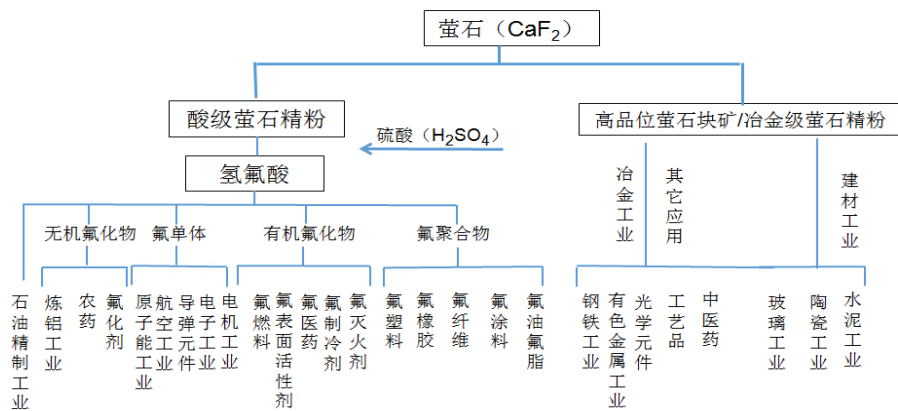 萤石（CaF₂）
酸级萤石精粉
高品位萤石块矿/冶金级萤石精粉
硫酸（H₂SO₄）
氢氟酸
冶金工业
其它应用
建材工业
无机氟化物
氟单体
有机氟化物
氟聚合物
石油精制工业
炼铝工业
农药
氟化剂
原子能工业
航空工业
导弹元件
电子工业
电机工业
氟燃料
氟表面活性剂
氟医药
氟制冷剂
氟灭火剂
氟塑料
氟橡胶
氟纤维
氟涂料
氟油氟脂
钢铁工业
有色金属工业
光学元件
工艺品
中医药
玻璃工业
陶瓷工业
水泥工业